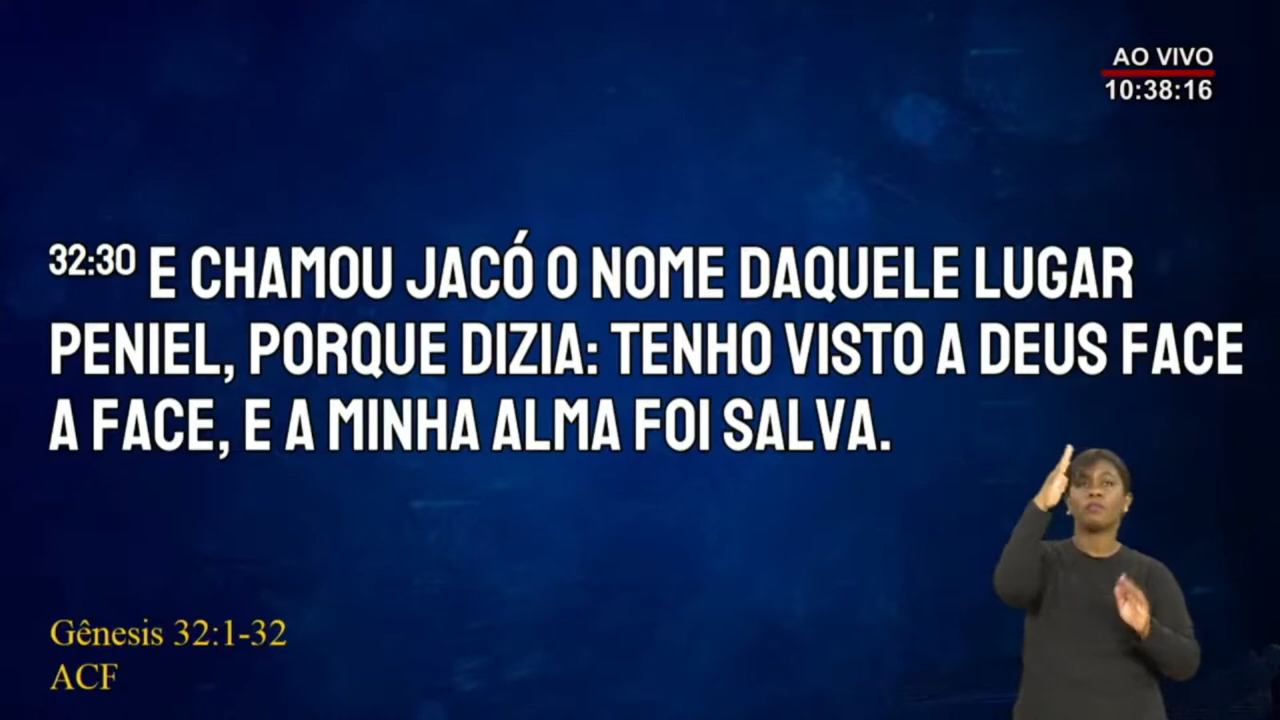 AO VIVO
10:38:16
32:30 E CHAMOU JACÓ O NOME DAQUELE LUGAR
PENIEL, PORQUE DIZIA: TENHO VISTO A DEUS FACE
A FACE, E A MINHA ALMA FOI SALVA.
Gênesis 32:1-32
ACF